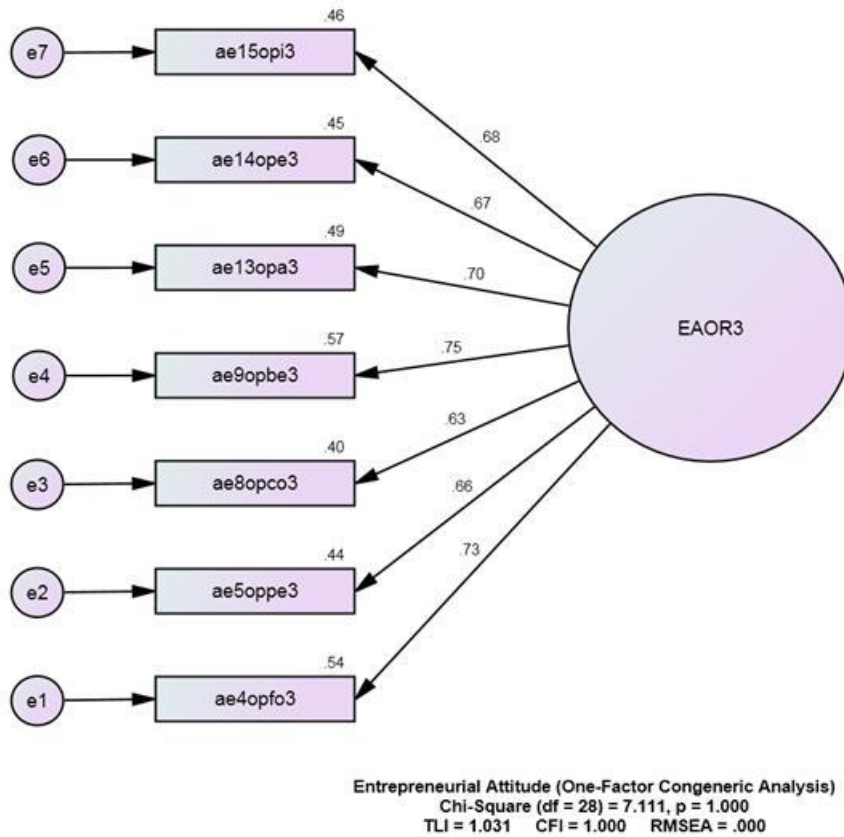 .46
e7 ae15opi3
.68
.45
e6 ae14ope3
.67
.49
e5 ae13opa3
.70
EAOR3
.57
e4 ae9opbe3
.75
.63
.40
e3 ae8opco3
.66
.44
e2 ae5oppe3
.73
.54
e1 ae4opfo3
Entrepreneurial Attitude (One-Factor Congeneric Analysis)
Chi-Square (df = 28) = 7.111, p = 1.000
TLI = 1.031 CFI = 1.000 RMSEA = .000